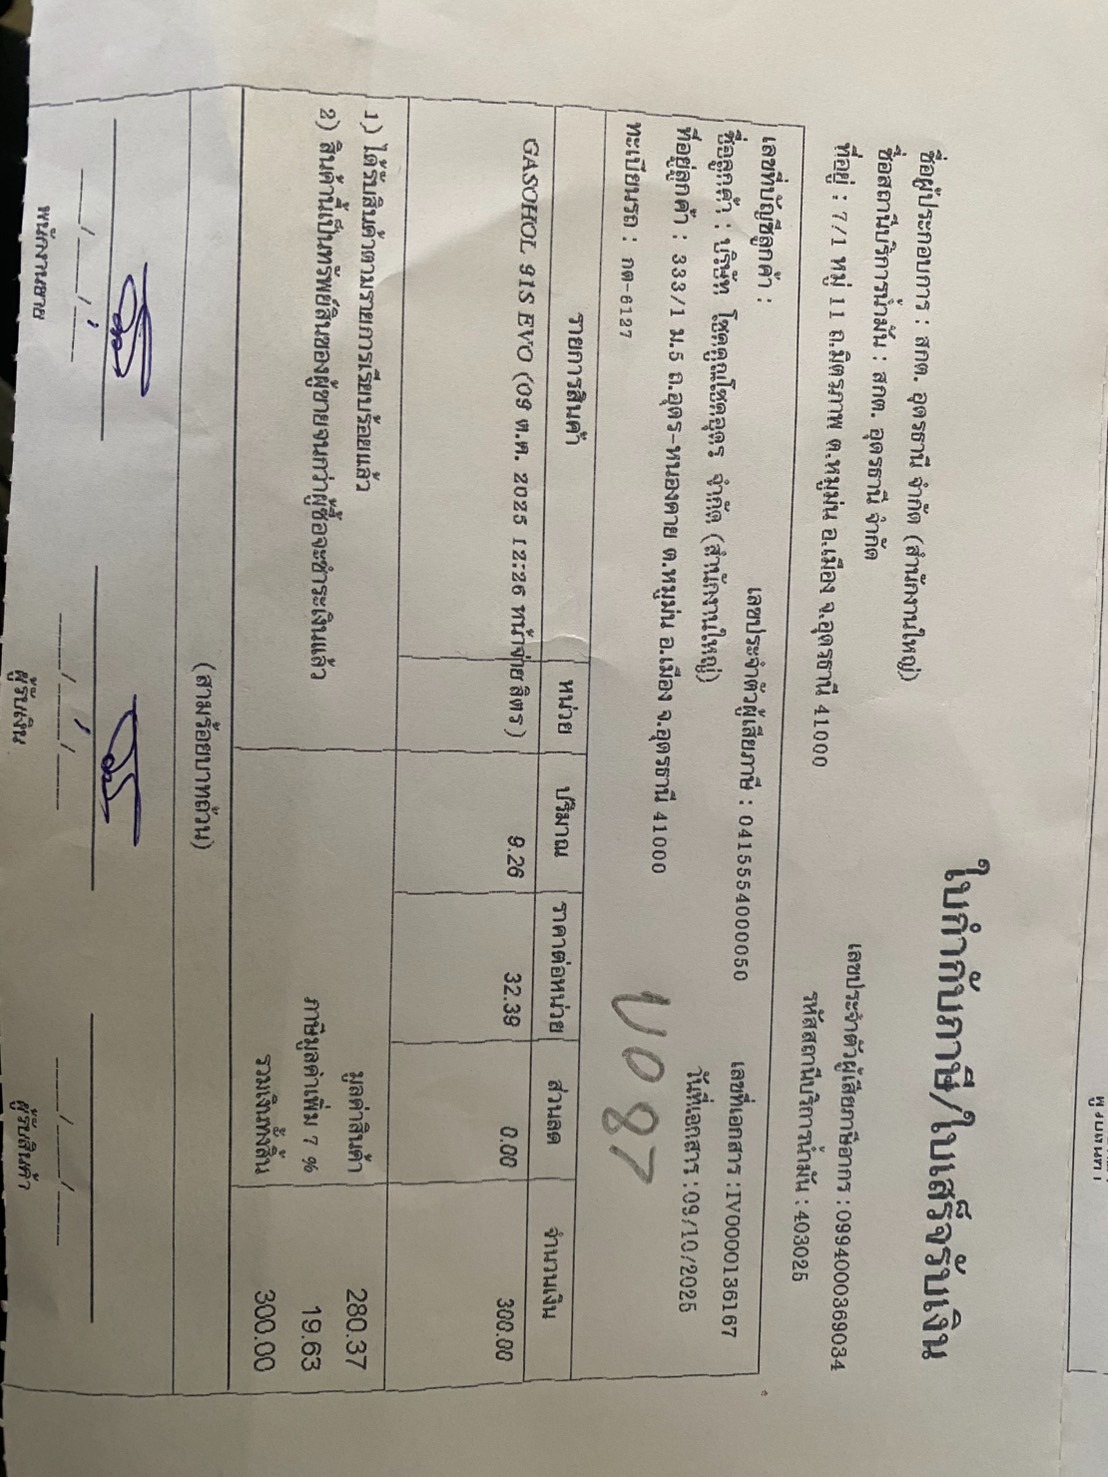 ใบกำกับภาษี/ใบเสร็จรับเงิน
ชื่อผู้ประกอบการ : สกต. อุดรธานี จำกัด (สำนักงานใหญ่)
ชื่อสถานีบริการน้ำมัน : สกต. อุดรธานี จำกัด
เลขประจำตัวผู้เสียภาษีอากร : 0994000369034
ที่อยู่ : 7/1 หมู่ 11 ถ.มิตรภาพ ต.หมูม่น อ.เมือง จ.อุดรธานี 41000
รหัสสถานีบริการน้ำมัน : 403025
เลขที่บัญชีลูกค้า :
เลขประจำตัวผู้เสียภาษี : 0415554000050
เลขที่เอกสาร : IV0000136167
ชื่อลูกค้า : บริษัท โชคคูณโชคอุดร จำกัด (สำนักงานใหญ่)
วันที่เอกสาร : 09/10/2025
ที่อยู่ลูกค้า : 333/1 ม.5 ถ.อุดร-หนองคาย ต.หมูม่น อ.เมือง จ.อุดรธานี 41000
ทะเบียนรถ : กต-6127
บ087
รายการสินค้า หน่วย ปริมาณ ราคาต่อหน่วย ส่วนลด จำนวนเงิน
GASOHOL 91S EVO (09 ต.ค. 2025 12:26 หน้าจ่าย ลิตร ) 9.26 32.38 0.00 300.00
1) ได้รับสินค้าตามรายการเรียบร้อยแล้ว
2) สินค้านี้เป็นทรัพย์สินของผู้ขายจนกว่าผู้ซื้อจะชำระเงินแล้ว
มูลค่าสินค้า 280.37
ภาษีมูลค่าเพิ่ม 7 % 19.63
รวมเงินทั้งสิ้น 300.00
(สามร้อยบาทถ้วน)
___/___/___ ___/___/___ ___/___/___
พนักงานขาย ผู้รับเงิน ผู้รับสินค้า